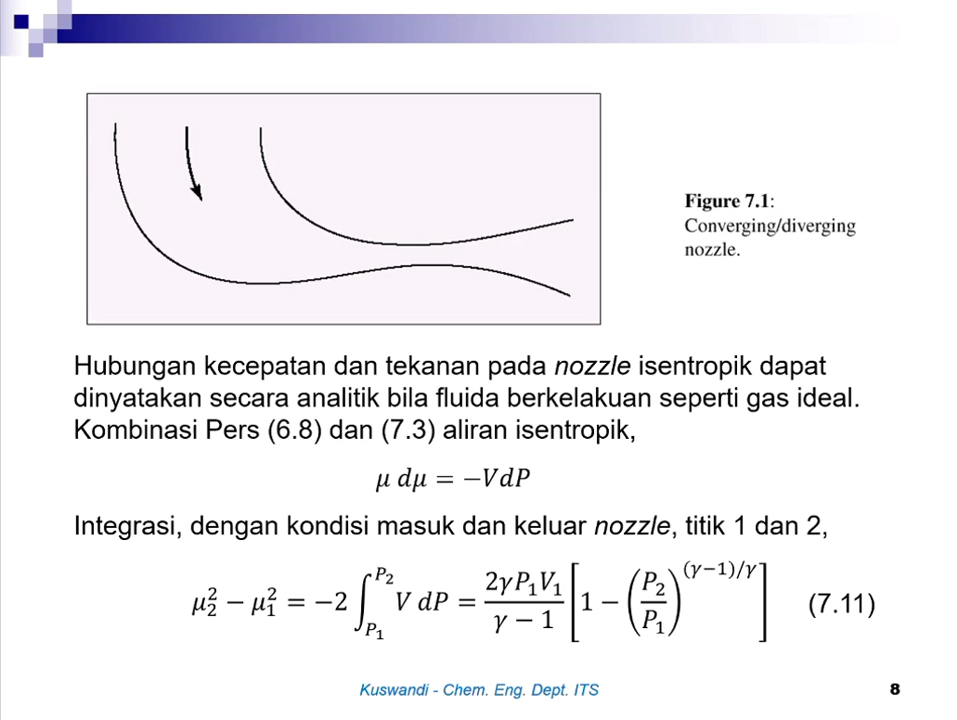 Figure 7.1:
Converging/diverging
nozzle.
Hubungan kecepatan dan tekanan pada nozzle isentropik dapat
dinyatakan secara analitik bila fluida berkelakuan seperti gas ideal.
Kombinasi Pers (6.8) dan (7.3) aliran isentropik,
μ dμ = −VdP
Integrasi, dengan kondisi masuk dan keluar nozzle, titik 1 dan 2,
μ₂² − μ₁² = −2 ∫_{P₁}^{P₂} V dP = \frac{2γP₁V₁}{γ − 1} [1 − (\frac{P₂}{P₁})^{(γ−1)/γ}] (7.11)
Kuswandi - Chem. Eng. Dept. ITS
8